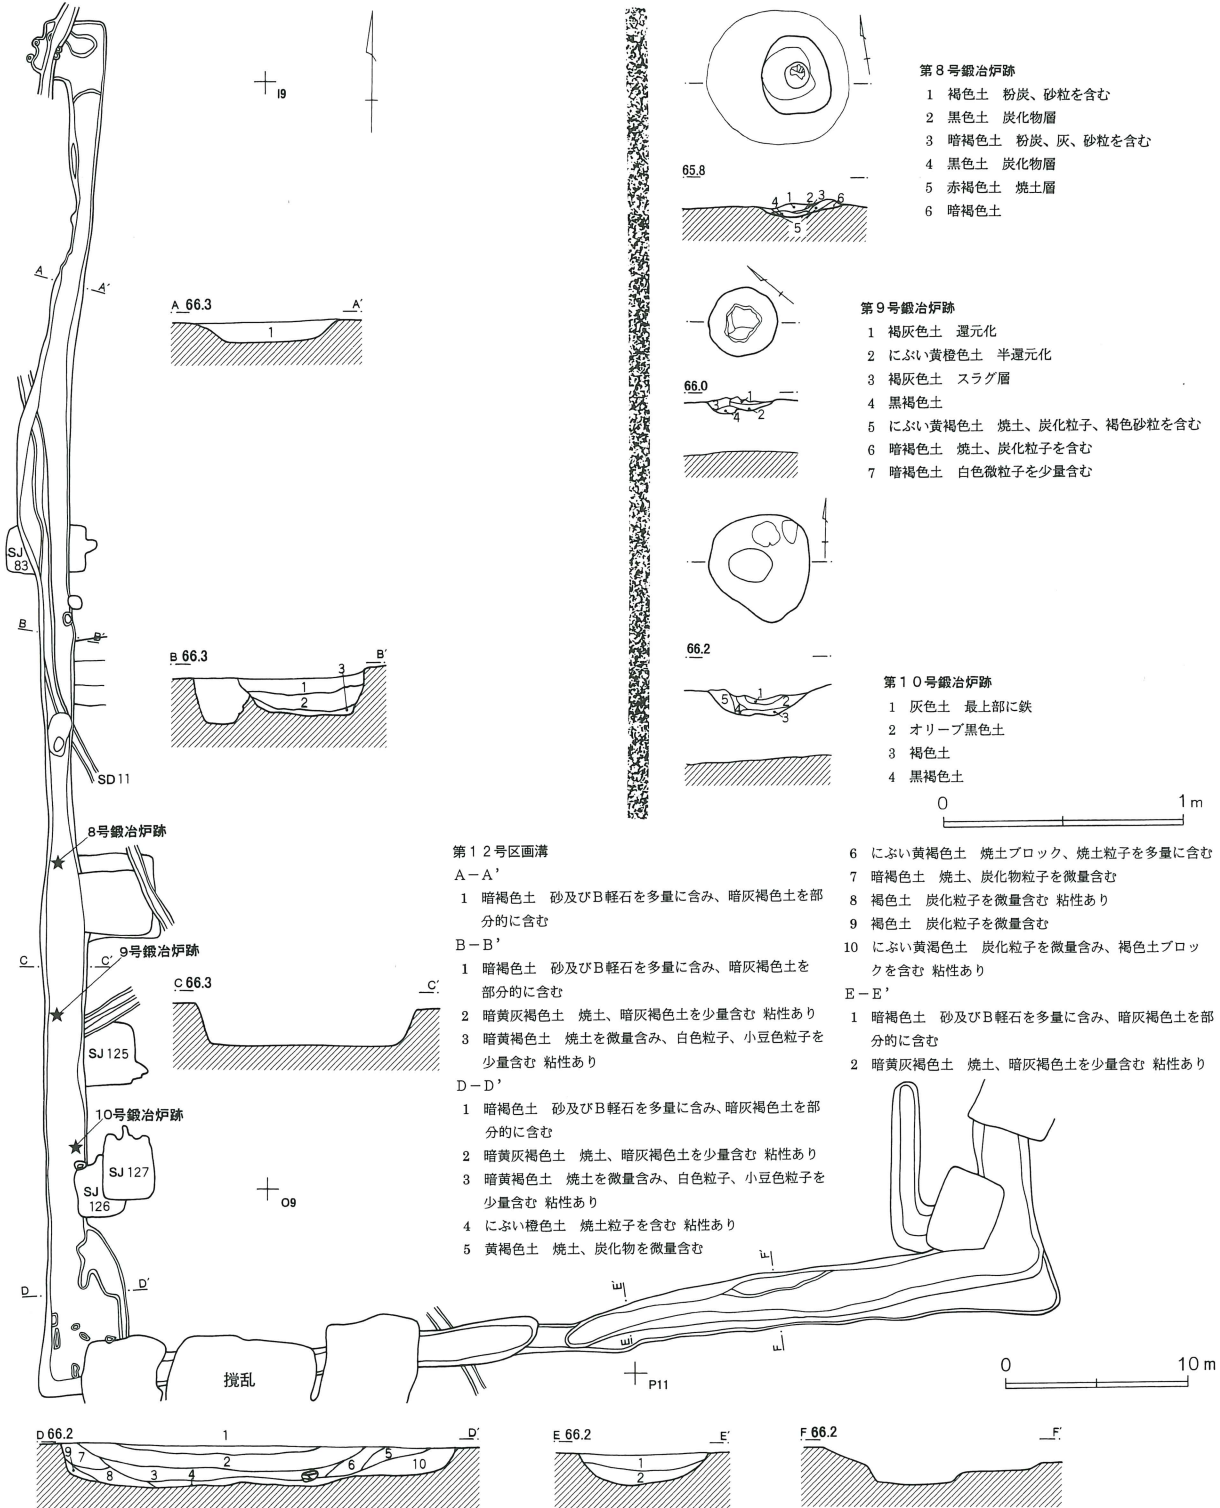 I9
第８号鍛冶炉跡
1 褐色土 粉炭、砂粒を含む
2 黒色土 炭化物層
3 暗褐色土 粉炭、灰、砂粒を含む
4 黒色土 炭化物層
5 赤褐色土 焼土層
6 暗褐色土
65.8
1 2 3 6
4
5
A A'
A 66.3 A'
1
第９号鍛冶炉跡
1 褐灰色土 還元化
2 にぶい黄橙色土 半還元化
3 褐灰色土 スラグ層
4 黒褐色土
5 にぶい黄褐色土 焼土、炭化粒子、褐色砂粒を含む
6 暗褐色土 焼土、炭化粒子を含む
7 暗褐色土 白色微粒子を少量含む
66.0
1
3
4 2
SJ
83
B B'
B 66.3 B'
3
1
2
SD11
66.2
5 1 2
4 3
第１０号鍛冶炉跡
1 灰色土 最上部に鉄
2 オリーブ黒色土
3 褐色土
4 黒褐色土
0 1m
8号鍛冶炉跡
9号鍛冶炉跡
C C'
C 66.3 C'
SJ 125
10号鍛冶炉跡
SJ 127
SJ
126
O9
D D'
第１２号区画溝
Ａ－Ａ’
1 暗褐色土 砂及びＢ軽石を多量に含み、暗灰褐色土を部
分的に含む
Ｂ－Ｂ’
1 暗褐色土 砂及びＢ軽石を多量に含み、暗灰褐色土を
部分的に含む
2 暗黄灰褐色土 焼土、暗灰褐色土を少量含む 粘性あり
3 暗黄褐色土 焼土を微量含み、白色粒子、小豆色粒子を
少量含む 粘性あり
Ｄ－Ｄ’
1 暗褐色土 砂及びＢ軽石を多量に含み、暗灰褐色土を部
分的に含む
2 暗黄灰褐色土 焼土、暗灰褐色土を少量含む 粘性あり
3 暗黄褐色土 焼土を微量含み、白色粒子、小豆色粒子を
少量含む 粘性あり
4 にぶい橙色土 焼土粒子を含む 粘性あり
5 黄褐色土 焼土、炭化物を微量含む
6 にぶい黄褐色土 焼土ブロック、焼土粒子を多量に含む
7 暗褐色土 焼土、炭化物粒子を微量含む
8 褐色土 炭化粒子を微量含む 粘性あり
9 褐色土 炭化粒子を微量含む
10 にぶい黄渇色土 炭化粒子を微量含み、褐色土ブロッ
クを含む 粘性あり
Ｅ－Ｅ’
1 暗褐色土 砂及びＢ軽石を多量に含み、暗灰褐色土を部
分的に含む
2 暗黄灰褐色土 焼土、暗灰褐色土を少量含む 粘性あり
E' F'
E F
撹乱
P11
0 10m
D 66.2 D'
1
2
9 7 8 3 4 6 5 10
E 66.2 E'
1
2
F 66.2 F'